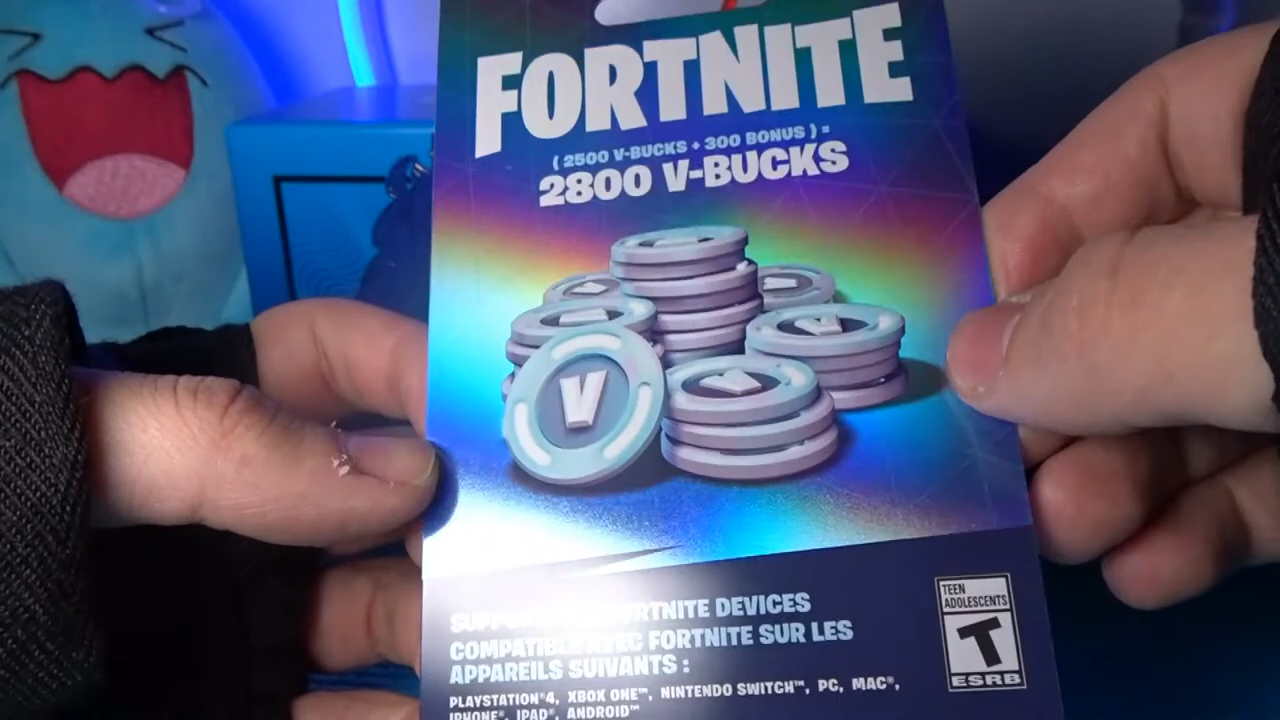 FORTNITE
( 2500 V-BUCKS + 300 BONUS ) =
2800 V-BUCKS
V
FORTNITE DEVICES
COMPATIBLE AVEC FORTNITE SUR LES
APPAREILS SUIVANTS :
PLAYSTATION®4, XBOX ONE™, NINTENDO SWITCH™, PC, MAC®,
IPHONE®, IPAD®, ANDROID™
TEEN
ADOLESCENTS
T
ESRB